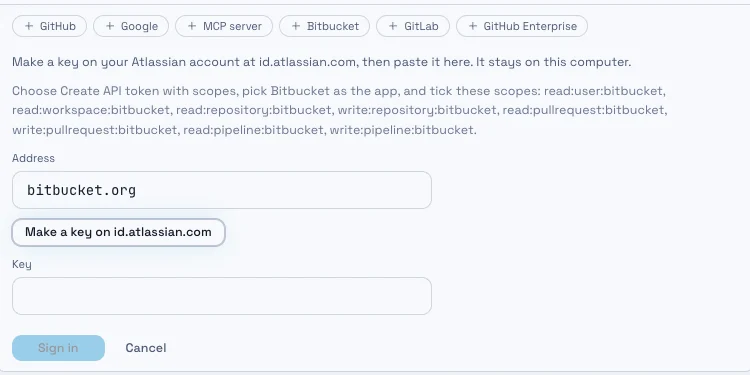 + GitHub + Google + MCP server + Bitbucket + GitLab + GitHub Enterprise
Make a key on your Atlassian account at id.atlassian.com, then paste it here. It stays on this computer.
Choose Create API token with scopes, pick Bitbucket as the app, and tick these scopes: read:user:bitbucket,
read:workspace:bitbucket, read:repository:bitbucket, write:repository:bitbucket, read:pullrequest:bitbucket,
write:pullrequest:bitbucket, read:pipeline:bitbucket, write:pipeline:bitbucket.
Address
bitbucket.org
Make a key on id.atlassian.com
Key
Sign in Cancel